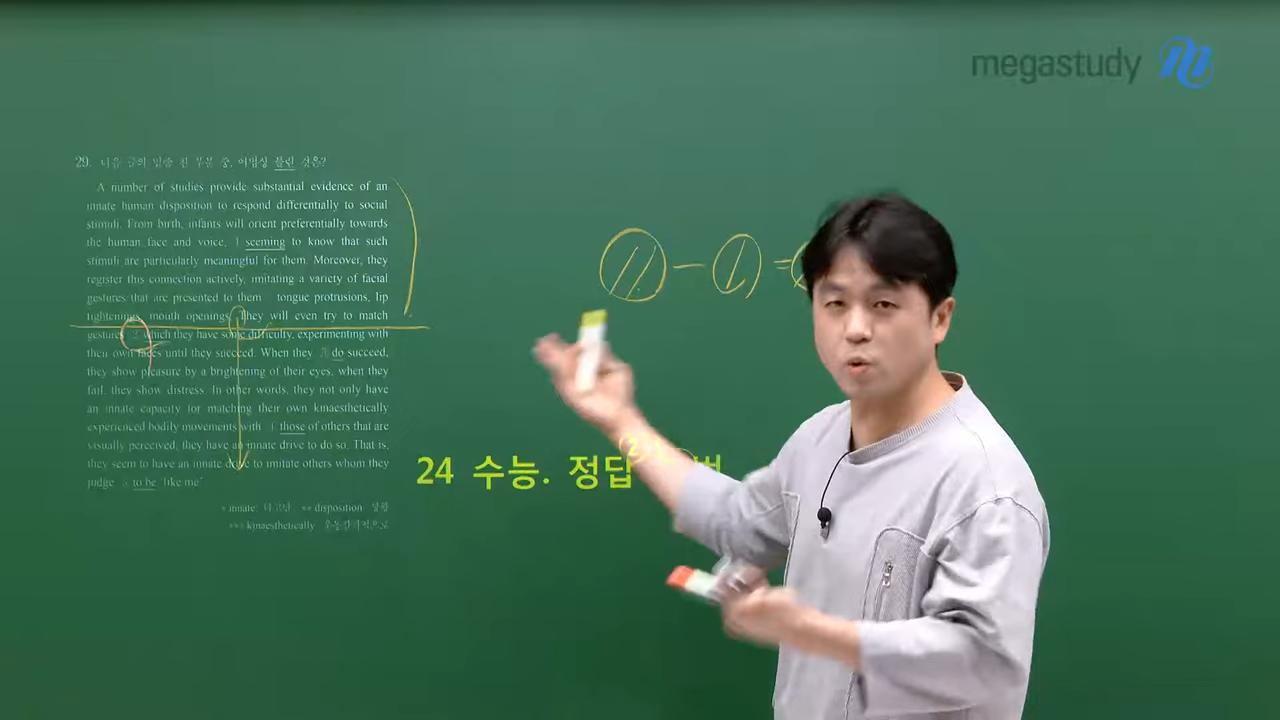 megastudy
29. 다음 글의 밑줄 친 부분 중, 어법상 틀린 것은?
A number of studies provide substantial evidence of an
innate human disposition to respond differentially to social
stimuli. From birth, infants will orient preferentially towards
the human face and voice, seeming to know that such
stimuli are particularly meaningful for them. Moreover, they
register this connection actively, imitating a variety of facial
gestures that are presented to them tongue protrusions, lip
tightenings, mouth openings. They will even try to match
gestures which they have some difficulty, experimenting with
their own faces until they succeed. When they do succeed,
they show pleasure by a brightening of their eyes, when they
fail, they show distress. In other words, they not only have
an innate capacity for matching their own kinaesthetically
experienced bodily movements with those of others that are
visually perceived, they have an innate drive to do so. That is,
they seem to have an innate drive to imitate others whom they
judge to be 'like me'
* innate: 타고난 ** disposition 성향
*** kinaesthetically 운동감각적으로
11 - 1 =
24 수능. 정답 2